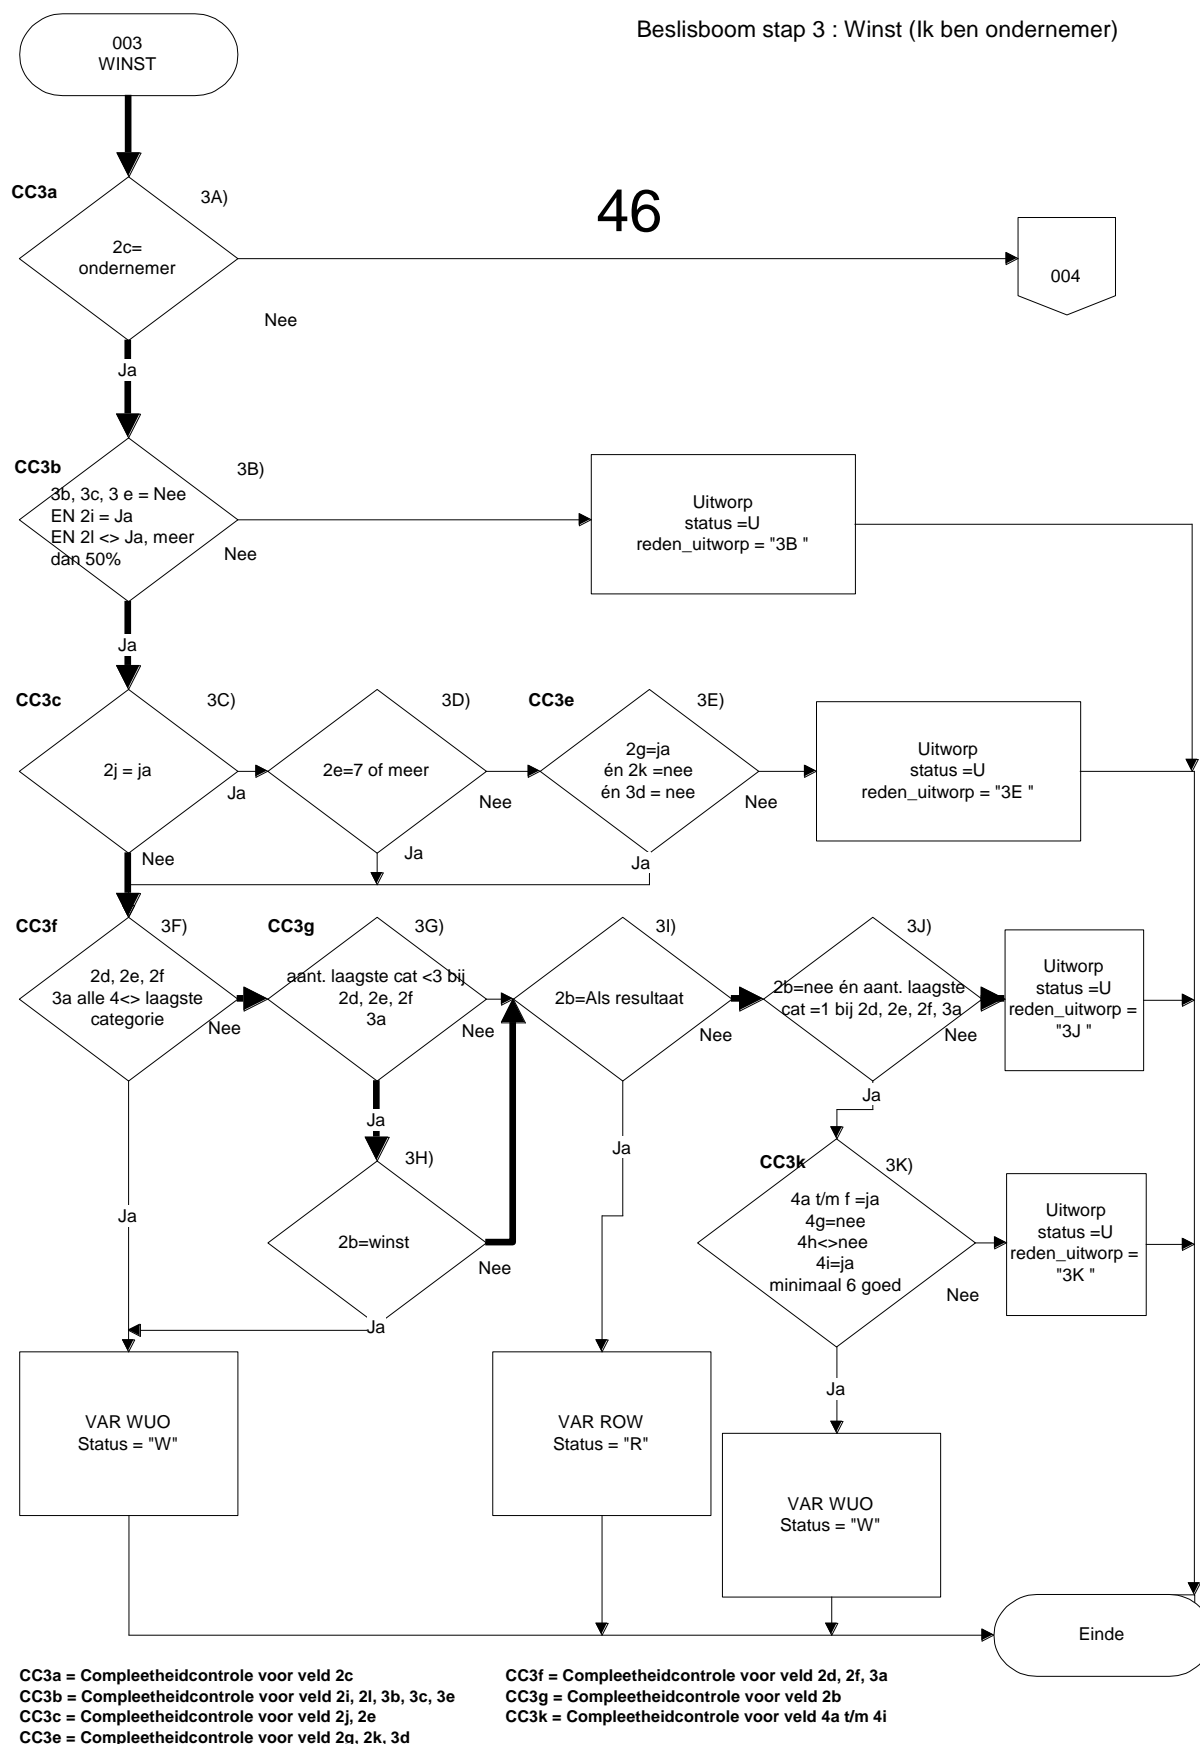 Beslisboom stap 3 : Winst (Ik ben ondernemer)
003
WINST
CC3a
3A)
46
2c=
ondernemer
004
Nee
Ja
CC3b
3B)
3b, 3c, 3 e = Nee
EN 2i = Ja
EN 2l <> Ja, meer
dan 50%
Nee
Uitworp
status =U
reden_uitworp = "3B "
Ja
CC3c
3C)
2j = ja
Ja
Nee
3D)
2e=7 of meer
Nee
Ja
CC3e
3E)
2g=ja
én 2k =nee
én 3d = nee
Nee
Ja
Uitworp
status =U
reden_uitworp = "3E "
CC3f
3F)
2d, 2e, 2f
3a alle 4<> laagste
categorie
Nee
Ja
CC3g
3G)
aant. laagste cat <3 bij
2d, 2e, 2f
3a
Nee
Ja
3I)
2b=Als resultaat
Nee
Ja
3J)
2b=nee én aant. laagste
cat =1 bij 2d, 2e, 2f, 3a
Nee
Ja
Uitworp
status =U
reden_uitworp =
"3J "
3H)
2b=winst
Nee
Ja
CC3k
3K)
4a t/m f =ja
4g=nee
4h<>nee
4i=ja
minimaal 6 goed
Nee
Ja
Uitworp
status =U
reden_uitworp =
"3K "
VAR WUO
Status = "W"
VAR ROW
Status = "R"
VAR WUO
Status = "W"
Einde
CC3a = Compleetheidcontrole voor veld 2c
CC3b = Compleetheidcontrole voor veld 2i, 2l, 3b, 3c, 3e
CC3c = Compleetheidcontrole voor veld 2j, 2e
CC3e = Compleetheidcontrole voor veld 2g, 2k, 3d
CC3f = Compleetheidcontrole voor veld 2d, 2f, 3a
CC3g = Compleetheidcontrole voor veld 2b
CC3k = Compleetheidcontrole voor veld 4a t/m 4i